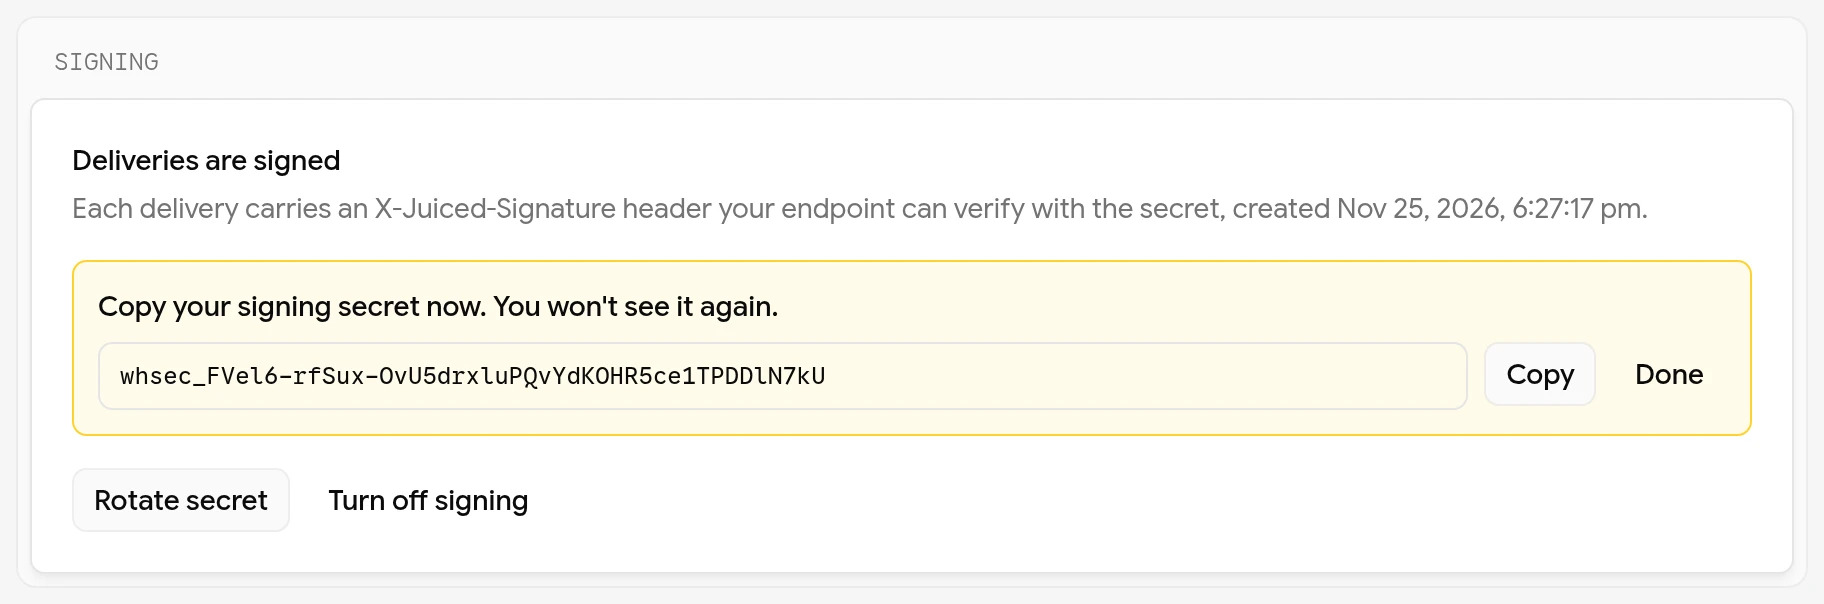 SIGNING
Deliveries are signed
Each delivery carries an X-Juiced-Signature header your endpoint can verify with the secret, created Nov 25, 2026, 6:27:17 pm.
Copy your signing secret now. You won't see it again.
whsec_FVel6-rfSux-OvU5drxluPQvYdKOHR5ce1TPDDlN7kU
Copy
Done
Rotate secret
Turn off signing